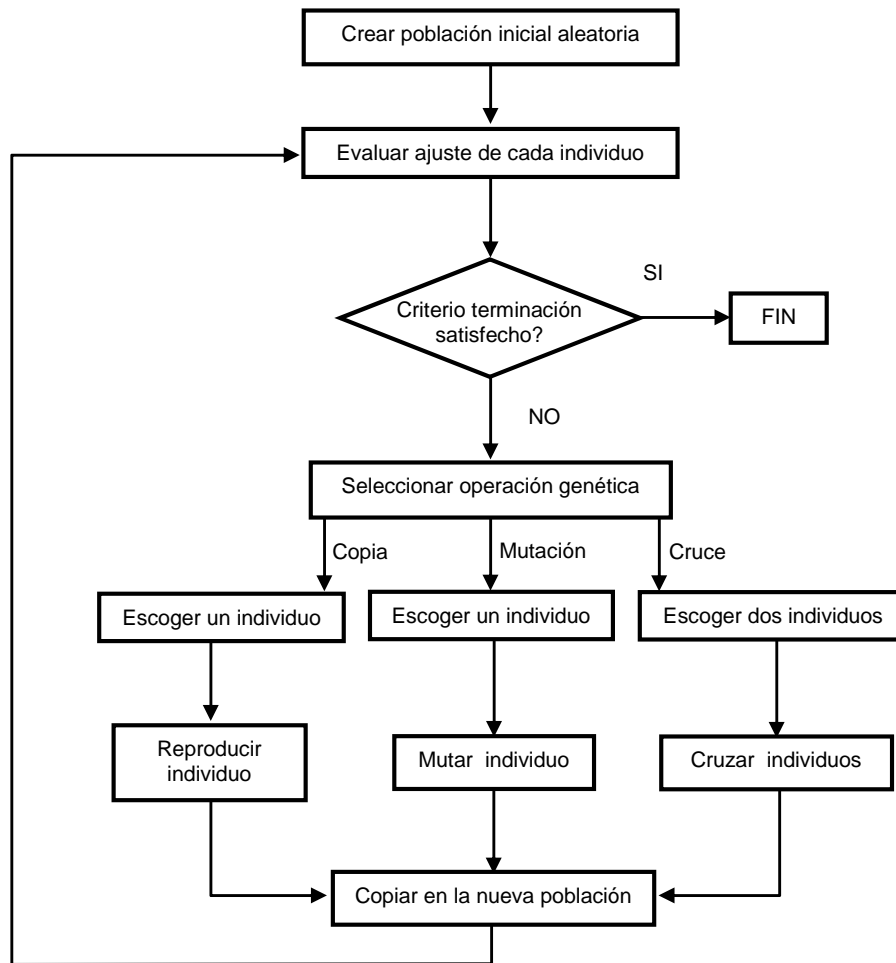 Crear población inicial aleatoria
Evaluar ajuste de cada individuo
SI
Criterio terminación
satisfecho?
FIN
NO
Seleccionar operación genética
Copia
Mutación
Cruce
Escoger un individuo
Escoger un individuo
Escoger dos individuos
Reproducir
individuo
Mutar individuo
Cruzar individuos
Copiar en la nueva población